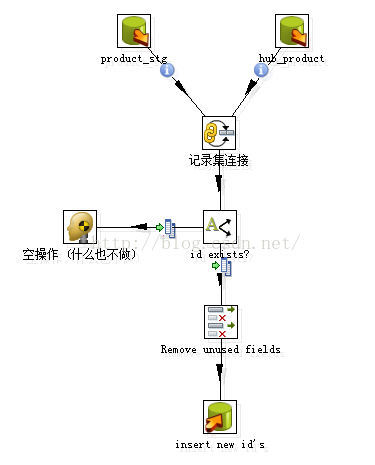 product_stg
hub_product
记录集连接
http://blog.csdn.net/
空操作 (什么也不做)
id exists?
Remove unused fields
insert new id's